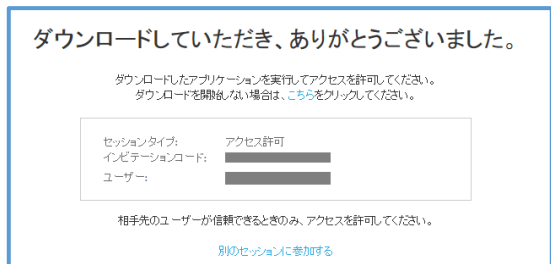 ダウンロードしていただき、ありがとうございました。
ダウンロードしたアプリケーションを実行してアクセスを許可してください。
ダウンロードを開始しない場合は、こちらをクリックしてください。
セッションタイプ: アクセス許可
インビテーションコード:
ユーザー:
相手先のユーザーが信頼できるときのみ、アクセスを許可してください。
別のセッションに参加する